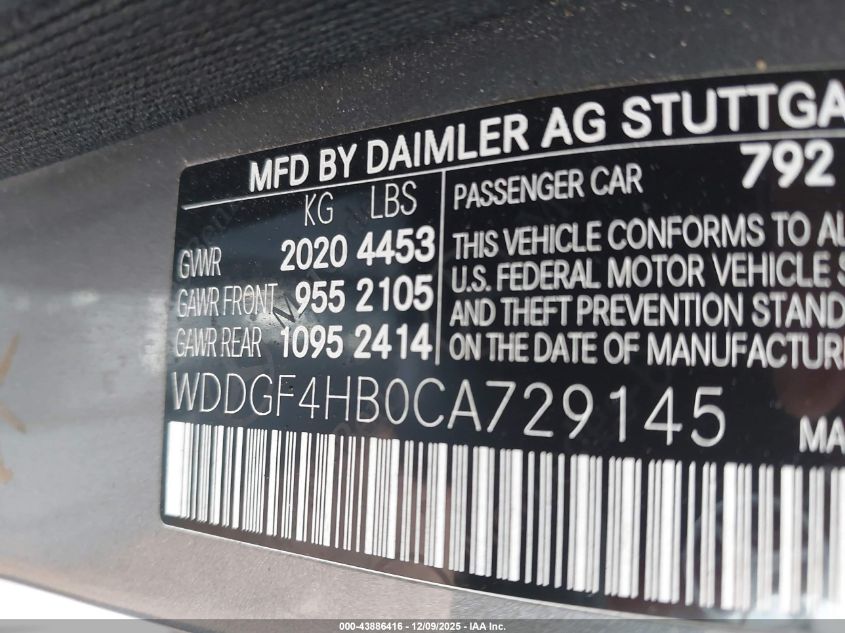 MFD BY DAIMLER AG STUTTGA
KG LBS
GVWR 2020 4453
GAWR FRONT 955 2105
GAWR REAR 1095 2414
PASSENGER CAR 792
THIS VEHICLE CONFORMS TO AL
U.S. FEDERAL MOTOR VEHICLE S
AND THEFT PREVENTION STAND
ON THE DATE OF MANUFACTUR
WDDGF4HB0CA729145
MA
000-43886416 - 12/09/2025 - IAA Inc.